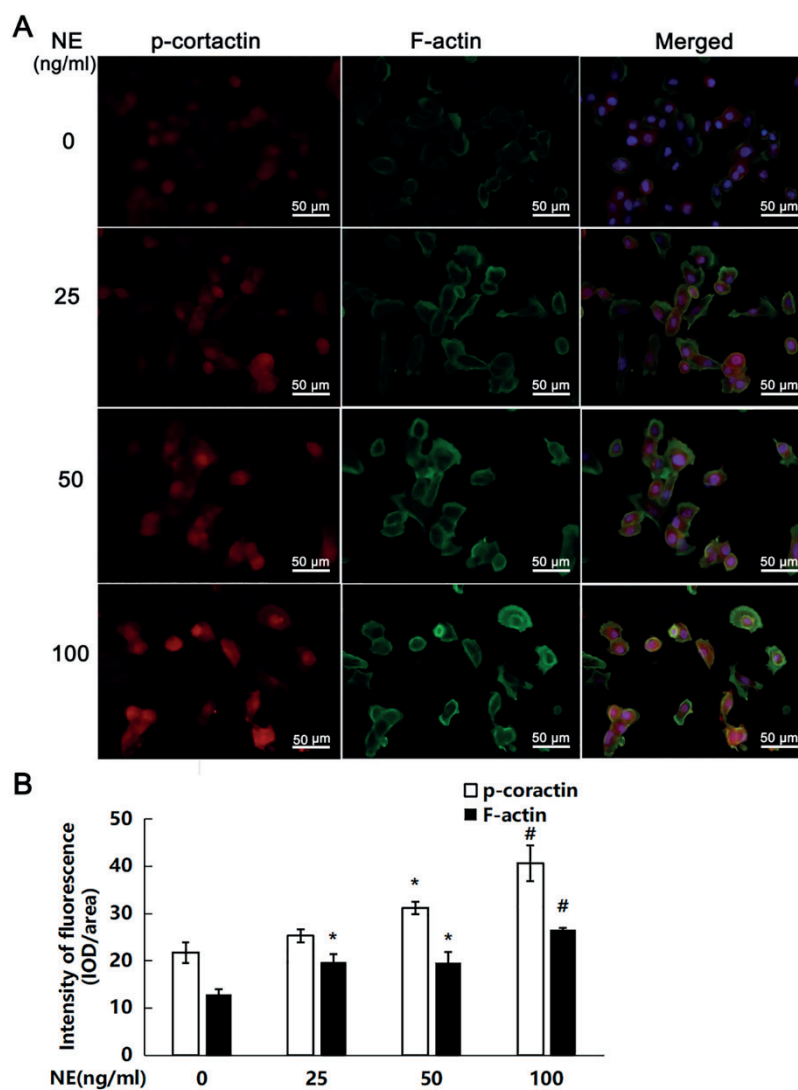 A
NE
(ng/ml)
p-cortactin
F-actin
Merged
0
50 µm
50 µm
50 µm
25
50 µm
50 µm
50 µm
50
50 µm
50 µm
50 µm
100
50 µm
50 µm
50 µm
B
p-coractin
F-actin
Intensity of fluorescence
(IOD/area)
50
40
30
20
10
0
*
*
*
#
#
NE(ng/ml) 0 25 50 100